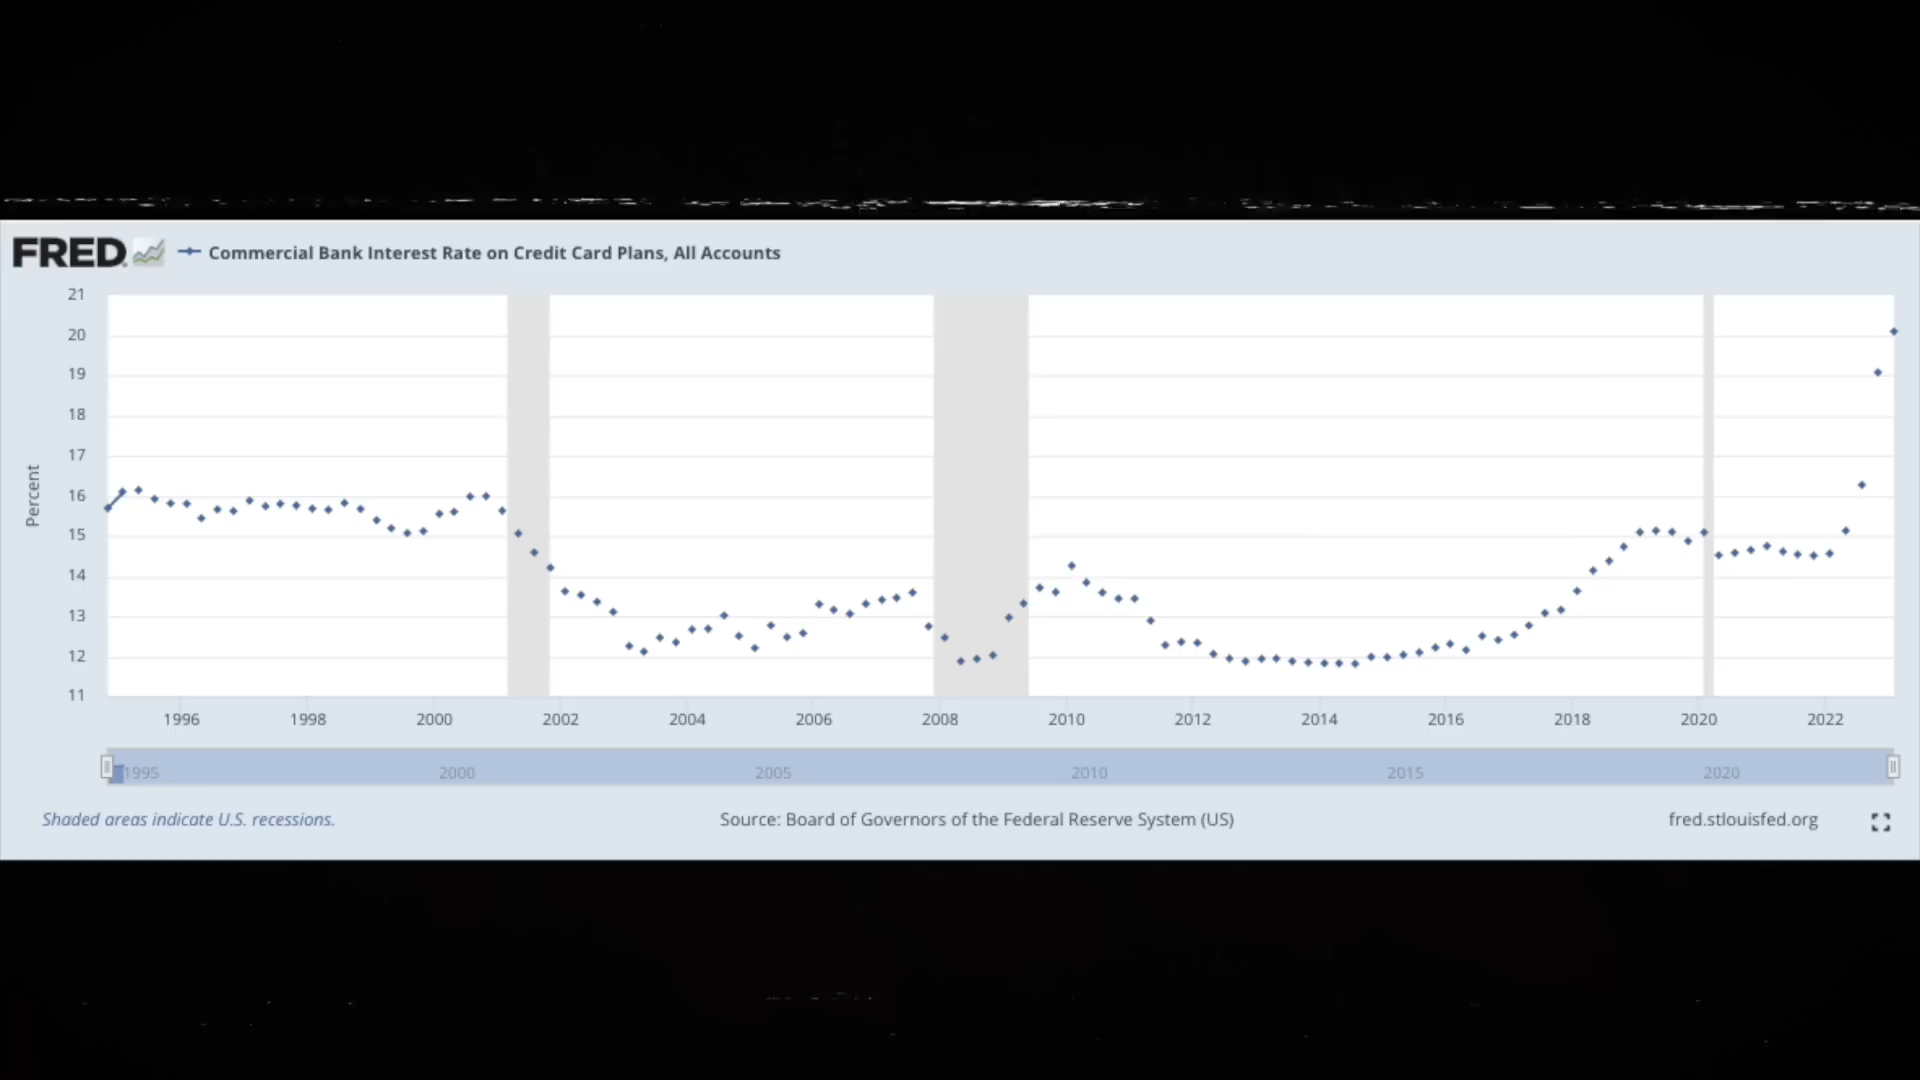 FRED Commercial Bank Interest Rate on Credit Card Plans, All Accounts
21
20
19
18
17
16
15
14
13
12
11
Percent
1996 1998 2000 2002 2004 2006 2008 2010 2012 2014 2016 2018 2020 2022
1995 2000 2005 2010 2015 2020
Shaded areas indicate U.S. recessions. Source: Board of Governors of the Federal Reserve System (US) fred.stlouisfed.org